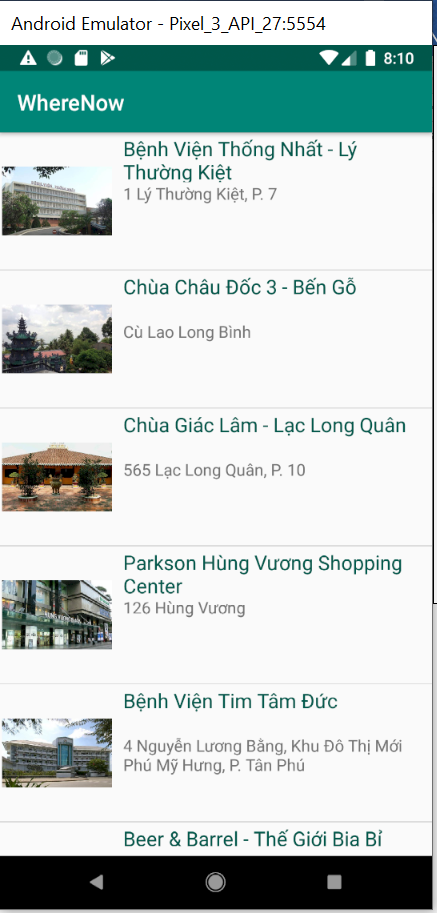 Android Emulator - Pixel_3_API_27:5554
8:10
WhereNow
Bệnh Viện Thống Nhất - Lý
Thường Kiệt
1 Lý Thường Kiệt, P. 7
Chùa Châu Đốc 3 - Bến Gỗ
Cù Lao Long Bình
Chùa Giác Lâm - Lạc Long Quân
565 Lạc Long Quân, P. 10
Parkson Hùng Vương Shopping
Center
126 Hùng Vương
Bệnh Viện Tim Tâm Đức
4 Nguyễn Lương Bằng, Khu Đô Thị Mới
Phú Mỹ Hưng, P. Tân Phú
Beer & Barrel - Thế Giới Bia Bỉ